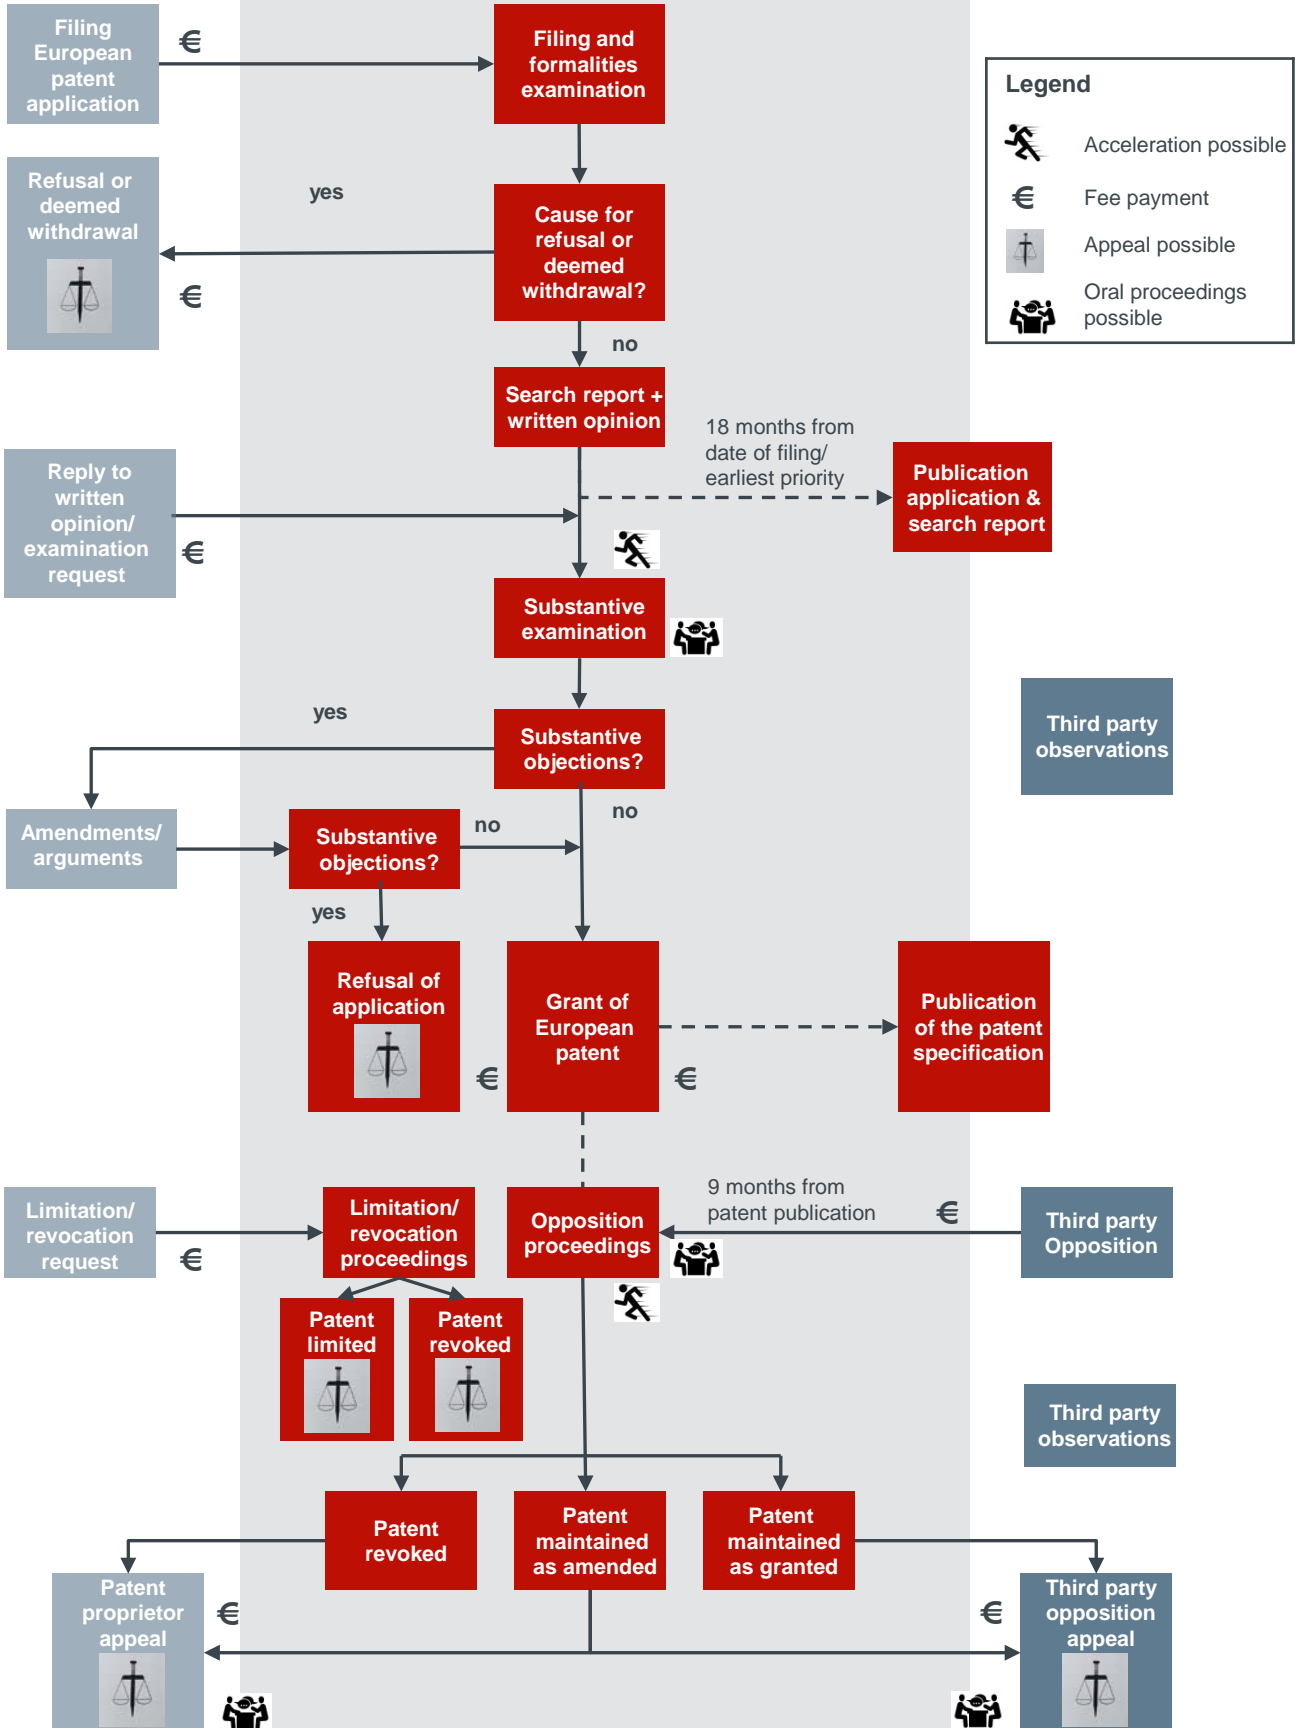 Filing
European
patent
application
€
Filing and
formalities
examination
Legend
Acceleration possible
€
Fee payment
Appeal possible
Oral proceedings
possible
Refusal or
deemed
withdrawal
yes
€
Cause for
refusal or
deemed
withdrawal?
no
Search report +
written opinion
18 months from
date of filing/
earliest priority
Publication
application &
search report
Reply to
written
opinion/
examination
request
€
Substantive
examination
Third party
observations
yes
Substantive
objections?
no
Amendments/
arguments
Substantive
objections?
no
yes
Refusal of
application
€
Grant of
European
patent
€
Publication
of the patent
specification
Limitation/
revocation
request
€
Limitation/
revocation
proceedings
Opposition
proceedings
9 months from
patent publication
€
Third party
Opposition
Patent
limited
Patent
revoked
Third party
observations
Patent
revoked
Patent
maintained
as amended
Patent
maintained
as granted
Patent
proprietor
appeal
€
€
Third party
opposition
appeal